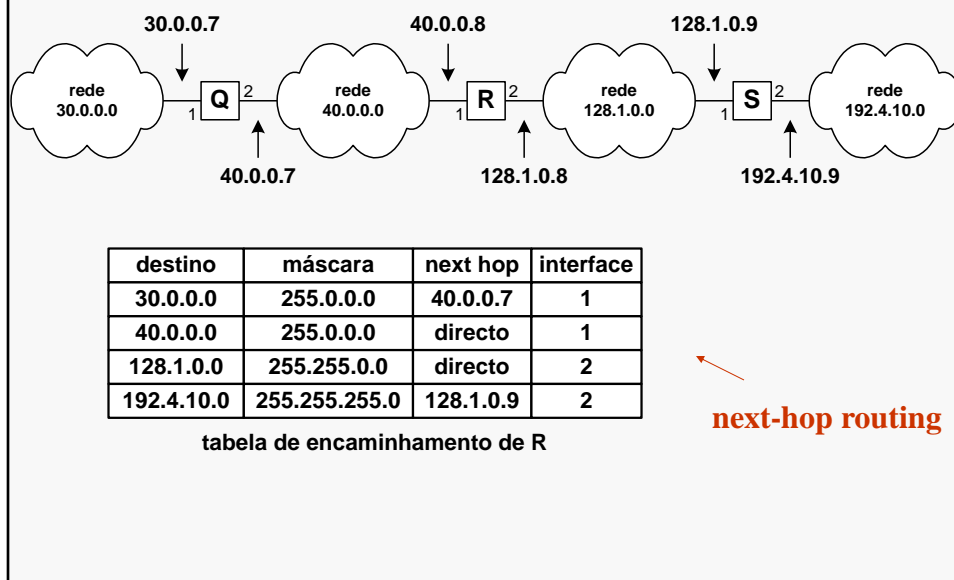 30.0.0.7 40.0.0.8 128.1.0.9
rede
30.0.0.0
1 Q 2
rede
40.0.0.0
1 R 2
rede
128.1.0.0
1 S 2
rede
192.4.10.0
40.0.0.7 128.1.0.8 192.4.10.9
destino máscara next hop interface
30.0.0.0 255.0.0.0 40.0.0.7 1
40.0.0.0 255.0.0.0 directo 1
128.1.0.0 255.255.0.0 directo 2
192.4.10.0 255.255.255.0 128.1.0.9 2
next-hop routing
tabela de encaminhamento de R